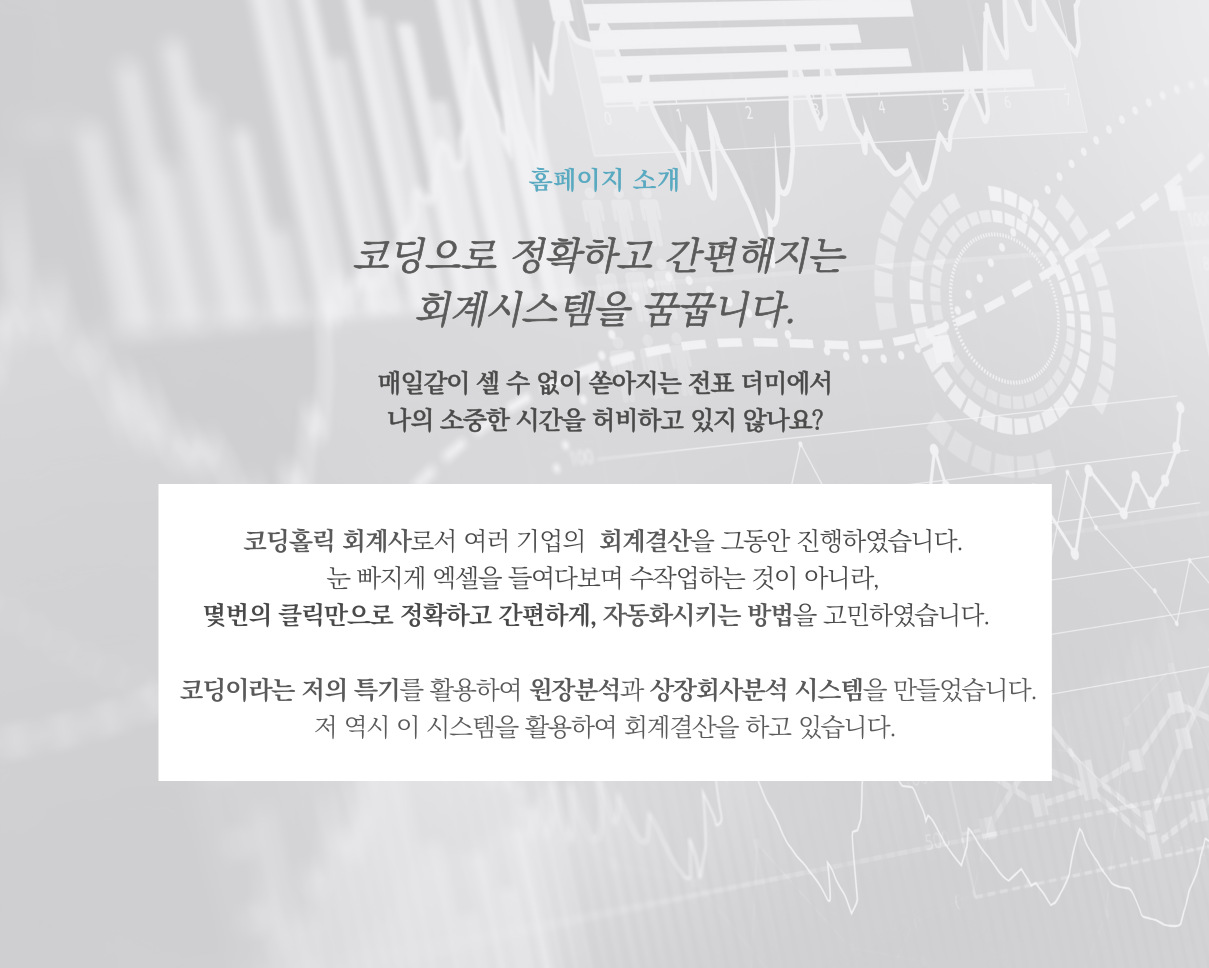 홈페이지 소개
코딩으로 정확하고 간편해지는
회계시스템을 꿈꿉니다.
매일같이 셀 수 없이 쏟아지는 전표 더미에서
나의 소중한 시간을 허비하고 있지 않나요?
코딩홀릭 회계사로서 여러 기업의 회계결산을 그동안 진행하였습니다.
눈 빠지게 엑셀을 들여다보며 수작업하는 것이 아니라,
몇번의 클릭만으로 정확하고 간편하게, 자동화시키는 방법을 고민하였습니다.
코딩이라는 저의 특기를 활용하여 원장분석과 상장회사분석 시스템을 만들었습니다.
저 역시 이 시스템을 활용하여 회계결산을 하고 있습니다.
0 1 2 3 4 5 6 7
100